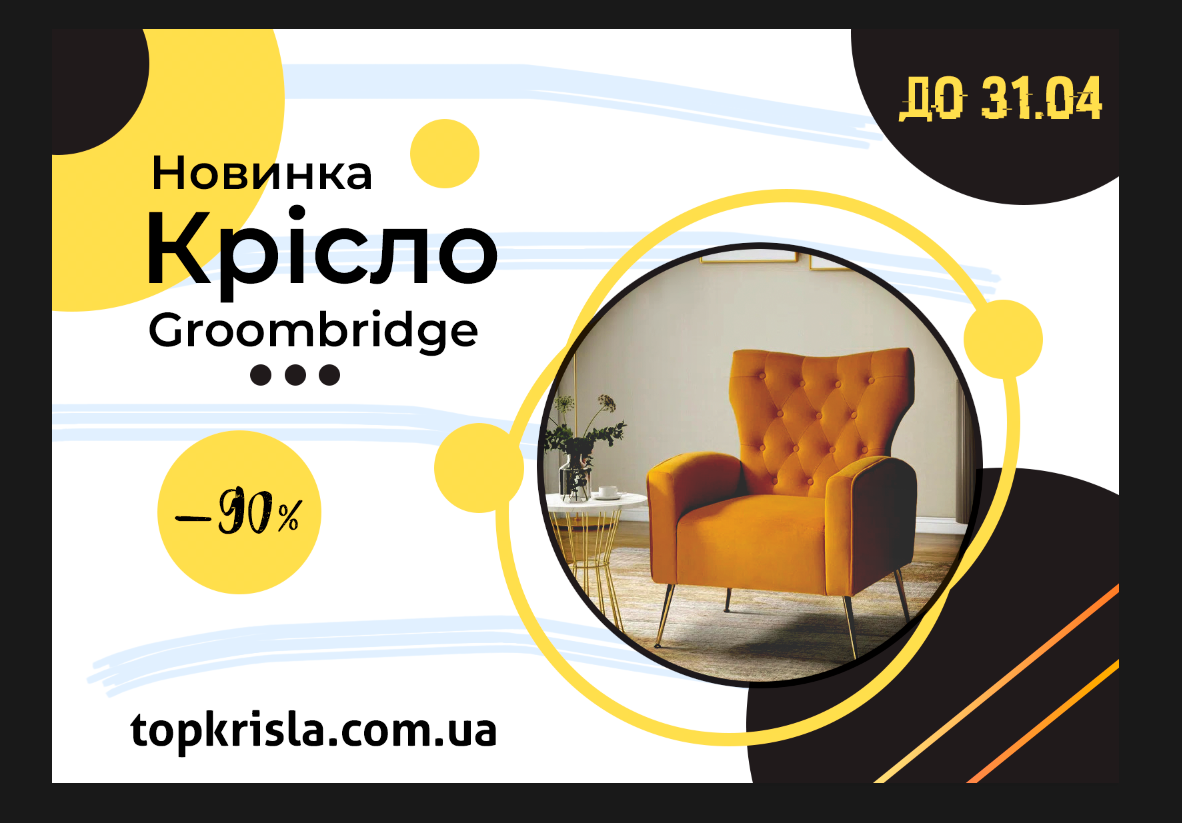 ДО 31.04
Новинка
Крісло
Groombridge
–90%
topkrisla.com.ua